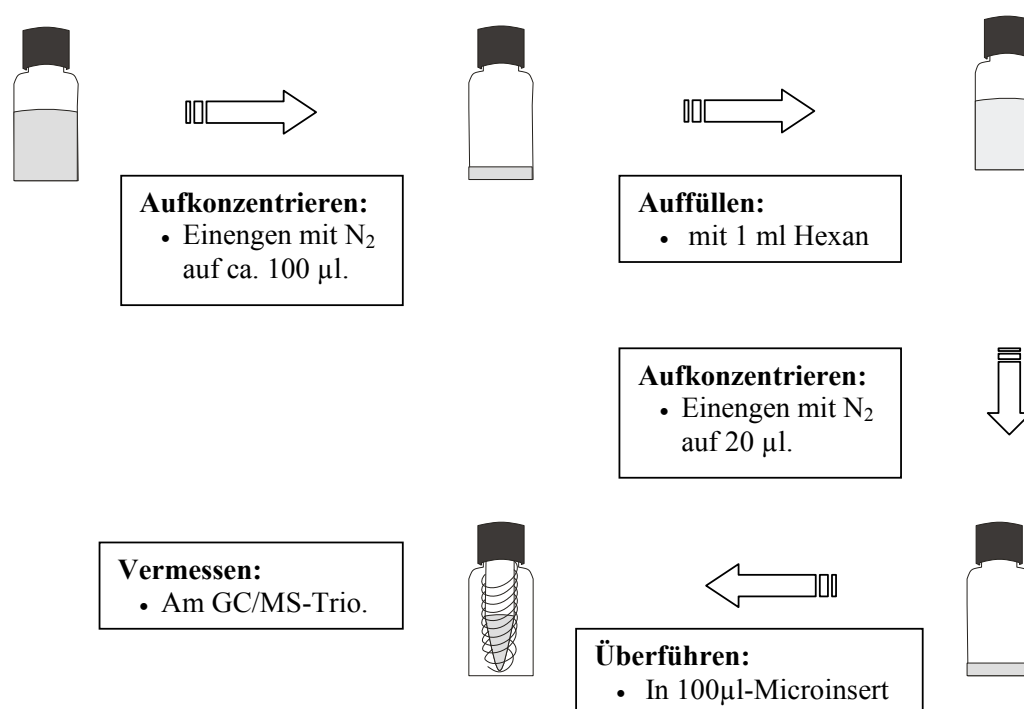 Aufkonzentrieren:
• Einengen mit N₂
auf ca. 100 µl.
Auffüllen:
• mit 1 ml Hexan
Aufkonzentrieren:
• Einengen mit N₂
auf 20 µl.
Überführen:
• In 100µl-Microinsert
Vermessen:
• Am GC/MS-Trio.